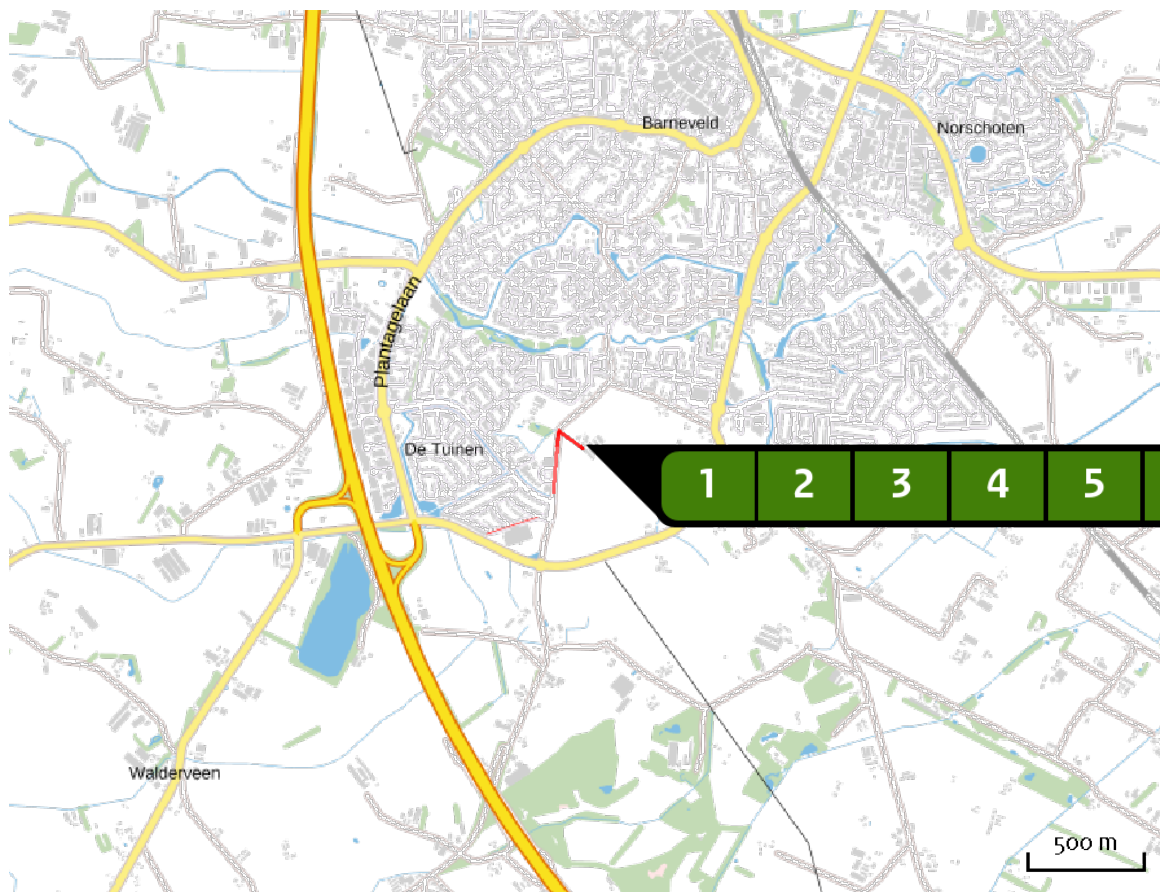 Barneveld
Norschoten
Plantagelaan
De Tuinen
1 2 3 4 5
Walderveen
500 m